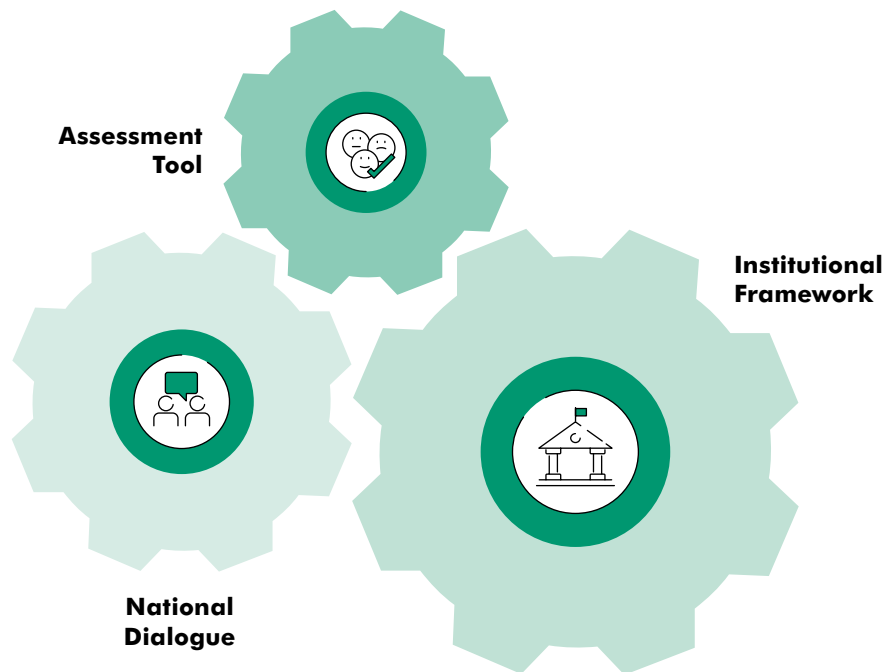 Assessment
Tool
Institutional
Framework
National
Dialogue